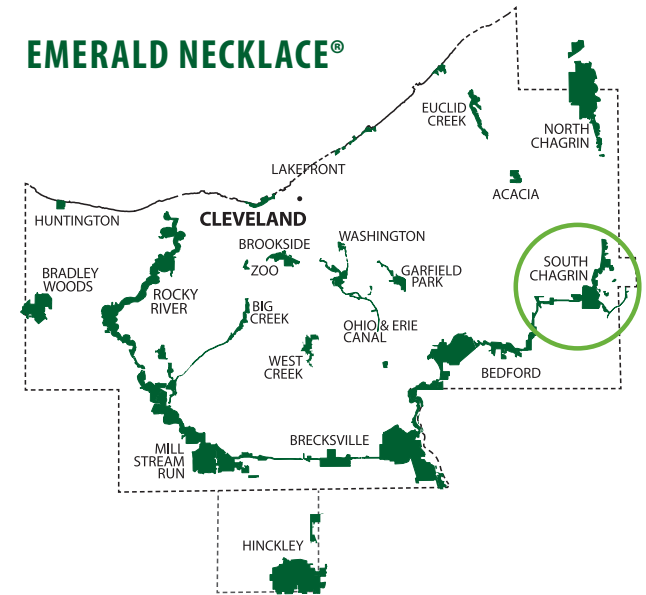 EMERALD NECKLACE®
EUCLID
CREEK
NORTH
CHAGRIN
LAKEFRONT
ACACIA
HUNTINGTON
CLEVELAND
WASHINGTON
BROOKSIDE
ZOO
SOUTH
CHAGRIN
BRADLEY
WOODS
GARFIELD
PARK
ROCKY
RIVER
BIG
CREEK
OHIO & ERIE
CANAL
WEST
CREEK
BEDFORD
BRECKSVILLE
MILL
STREAM
RUN
HINCKLEY